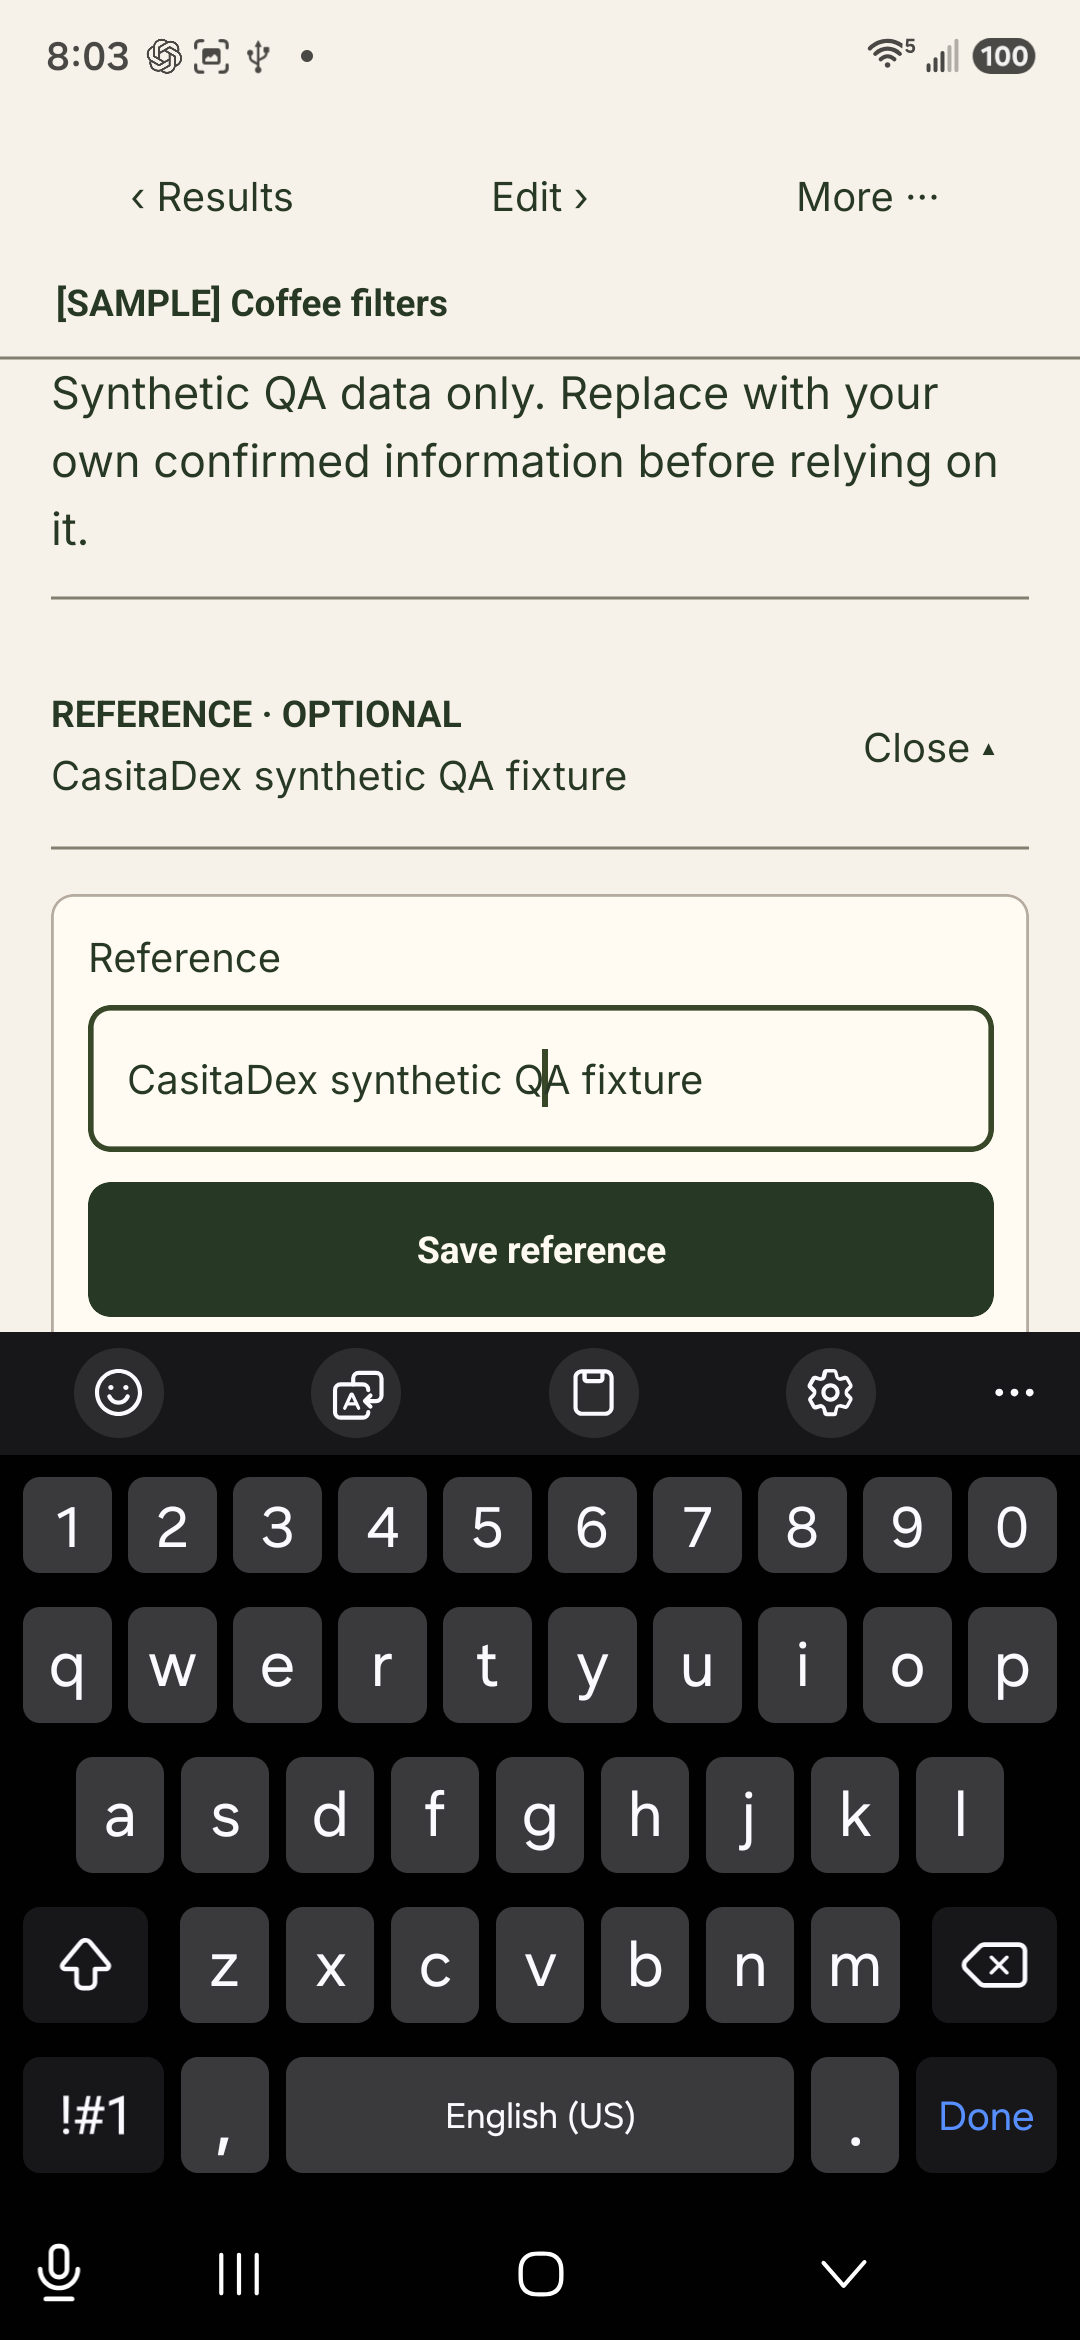 8:03
5
100
‹ Results
Edit ›
More ···
[SAMPLE] Coffee filters
Synthetic QA data only. Replace with your
own confirmed information before relying on
it.
REFERENCE · OPTIONAL
CasitaDex synthetic QA fixture
Close ▴
Reference
CasitaDex synthetic QA fixture
Save reference
1 2 3 4 5 6 7 8 9 0
q w e r t y u i o p
a s d f g h j k l
z x c v b n m
!#1 , English (US) . Done